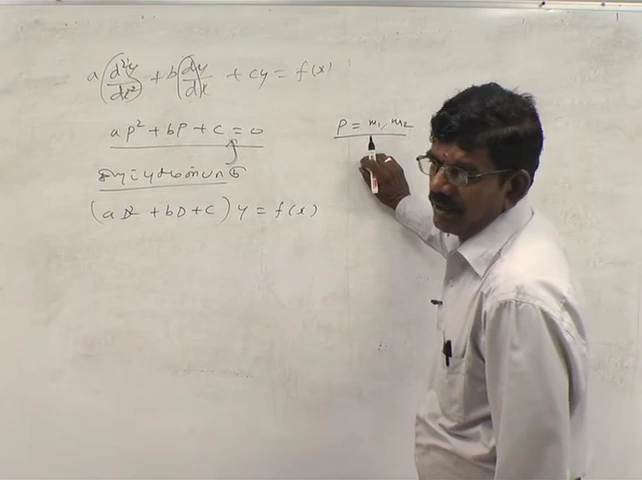 a(d²y/dx²) + b(dy/dx) + cy = f(x)
ap² + bp + c = 0
p = m₁, m₂
(aD² + bD + c) y = f(x)